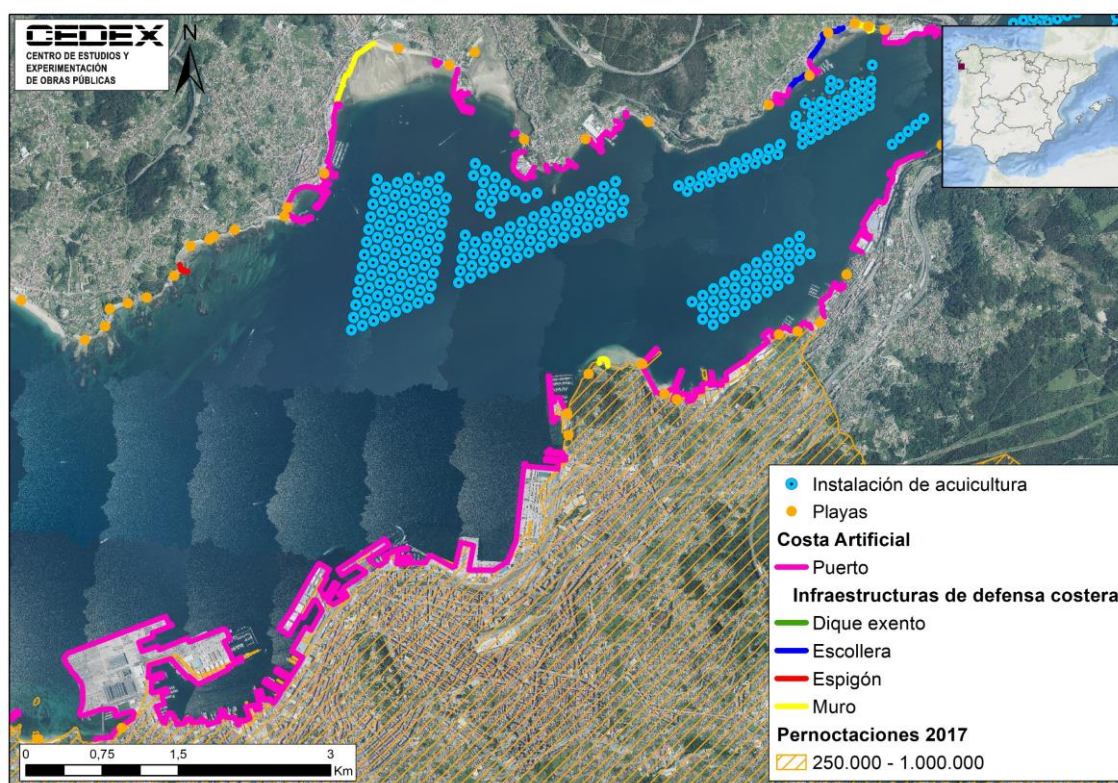 CEDEX
CENTRO DE ESTUDIOS Y
EXPERIMENTACIÓN
DE OBRAS PÚBLICAS
N
Instalación de acuicultura
Playas
Costa Artificial
Puerto
Infraestructuras de defensa costera
Dique exento
Escollera
Espigón
Muro
Pernoctaciones 2017
250.000 - 1.000.000
0 0,75 1,5 3
Km